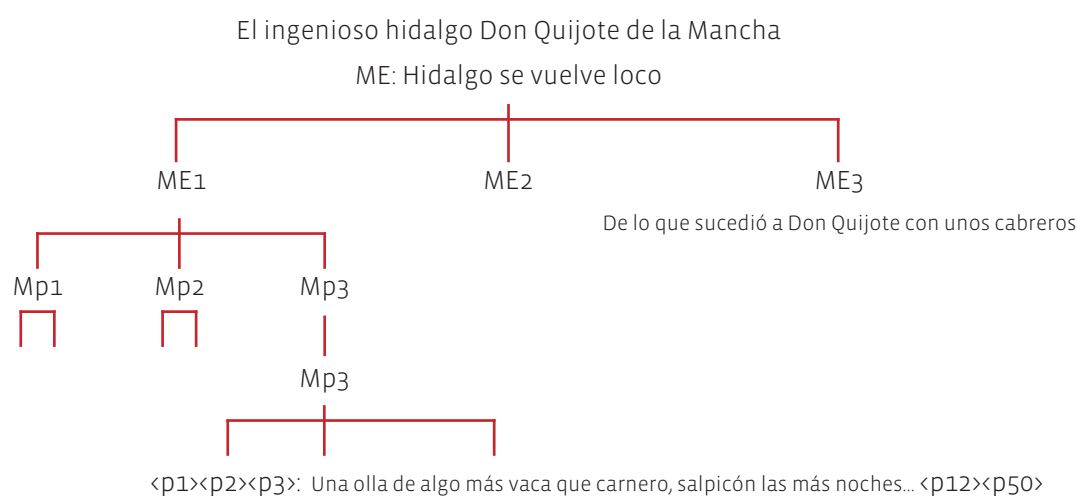 El ingenioso hidalgo Don Quijote de la Mancha
ME: Hidalgo se vuelve loco
ME1 ME2 ME3
De lo que sucedió a Don Quijote con unos cabreros
Mp1 Mp2 Mp3
Mp3
<p1><p2><p3>: Una olla de algo más vaca que carnero, salpicón las más noches... <p12><p50>